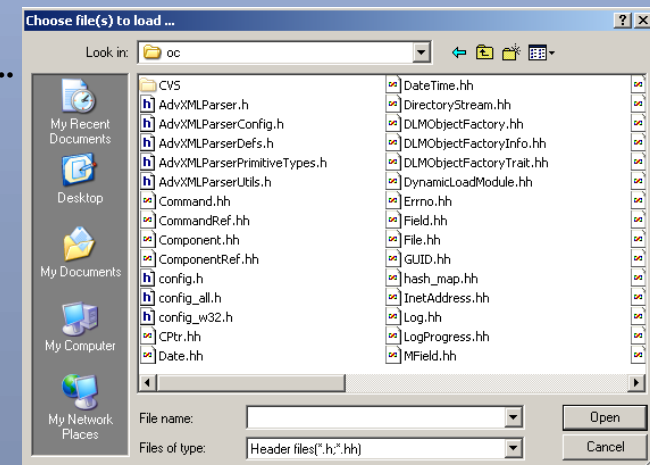 Choose file(s) to load ...
Look in:
oc
..
My Recent
Documents
Desktop
My Documents
My Computer
My Network
Places
CVS
AdvXMLParser.h
AdvXMLParserConfig.h
AdvXMLParserDefs.h
AdvXMLParserPrimitiveTypes.h
AdvXMLParserUtils.h
Command.hh
CommandRef.hh
Component.hh
ComponentRef.hh
config.h
config_all.h
config_w32.h
CPtr.hh
Date.hh
DateTime.hh
DirectoryStream.hh
DLMObjectFactory.hh
DLMObjectFactoryInfo.hh
DLMObjectFactoryTrait.hh
DynamicLoadModule.hh
Errno.hh
Field.hh
File.hh
GUID.hh
hash_map.hh
InetAddress.hh
Log.hh
LogProgress.hh
MField.hh
File name:
Open
Files of type:
Header files(*.h;*.hh)
Cancel